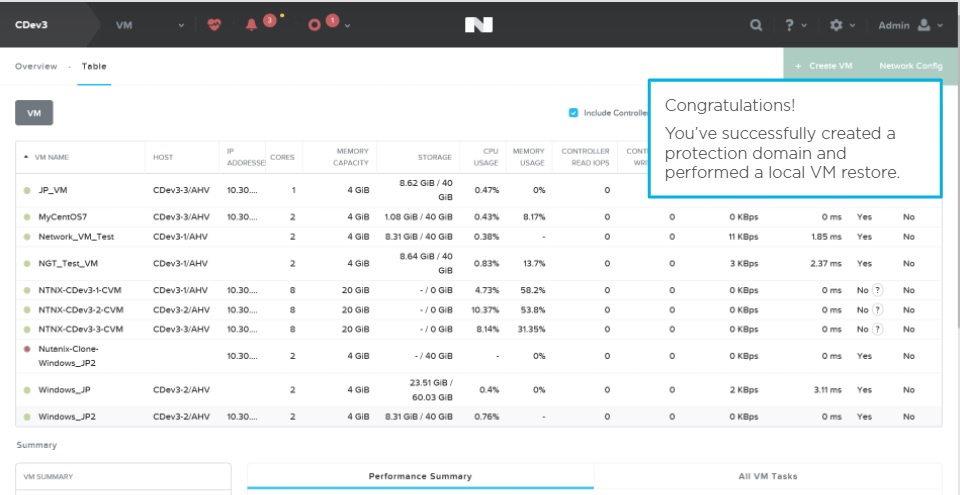 CDev3 VM 3 1 ? Admin
Overview · Table + Create VM Network Config
VM Include Controller
Congratulations!
You've successfully created a
protection domain and
performed a local VM restore.
VM NAME HOST IP ADDRESSES CORES MEMORY CAPACITY STORAGE CPU USAGE MEMORY USAGE CONTROLLER READ IOPS
JP_VM CDev3-3/AHV 10.30.... 1 4 GiB 8.62 GiB / 40 GiB 0.47% 0% 0
MyCentOS7 CDev3-3/AHV 10.30.... 2 4 GiB 1.08 GiB / 40 GiB 0.43% 8.17% 0 0 0 KBps 0 ms Yes No
Network_VM_Test CDev3-1/AHV 2 4 GiB 8.31 GiB / 40 GiB 0.38% - 0 0 11 KBps 1.85 ms Yes No
NGT_Test_VM CDev3-1/AHV 2 4 GiB 8.64 GiB / 40 GiB 0.83% 13.7% 0 0 3 KBps 2.37 ms Yes No
NTNX-CDev3-1-CVM CDev3-1/AHV 10.30.... 8 20 GiB - / 0 GiB 4.73% 58.2% 0 0 0 KBps 0 ms No ? No
NTNX-CDev3-2-CVM CDev3-2/AHV 10.30.... 8 20 GiB - / 0 GiB 10.37% 53.8% 0 0 0 KBps 0 ms No ? No
NTNX-CDev3-3-CVM CDev3-3/AHV 10.30.... 8 20 GiB - / 0 GiB 8.14% 31.35% 0 0 0 KBps 0 ms No ? No
Nutanix-Clone-Windows_JP2 10.30.... 2 4 GiB - / 40 GiB - 0% 0 0 0 KBps 0 ms Yes No
Windows_JP CDev3-2/AHV 2 4 GiB 23.51 GiB / 60.03 GiB 0.4% 0% 0 0 2 KBps 3.11 ms Yes No
Windows_JP2 CDev3-2/AHV 10.30.... 2 4 GiB 8.31 GiB / 40 GiB 0.76% - 0 0 0 KBps 0 ms Yes No
Summary
VM SUMMARY Performance Summary All VM Tasks